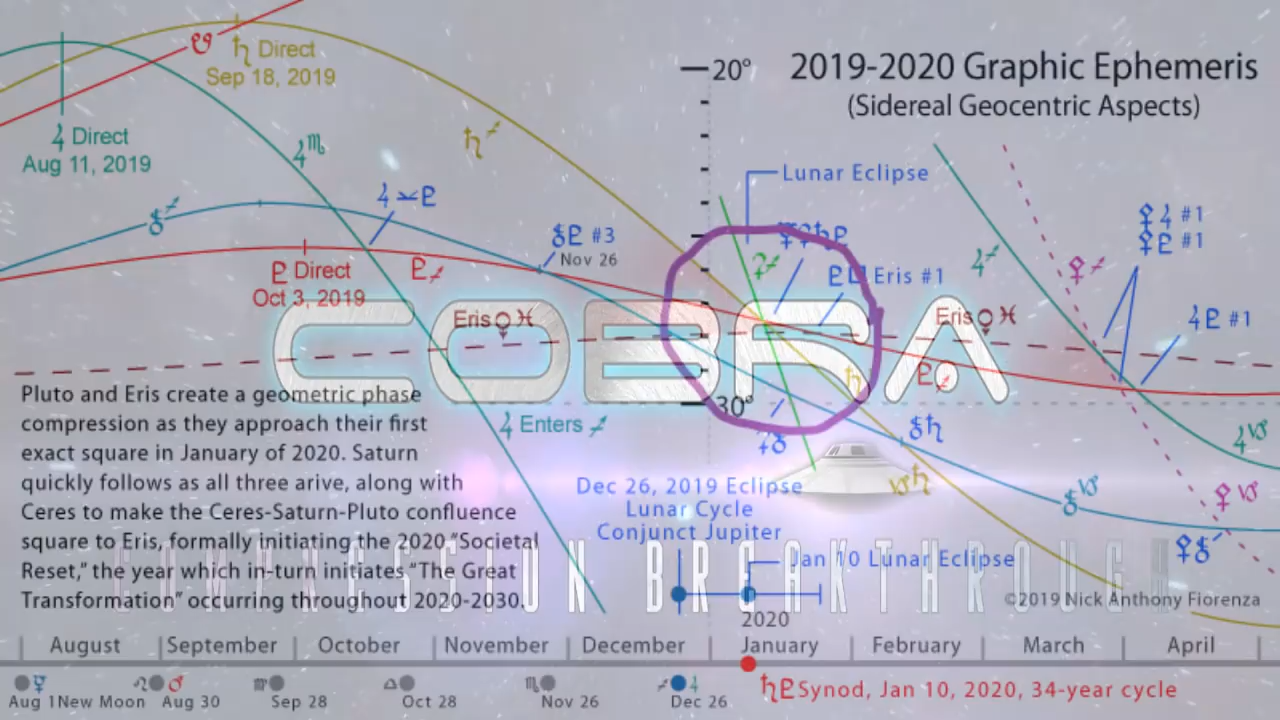 2019-2020 Graphic Ephemeris
(Sidereal Geocentric Aspects)
20°
♄ Direct
Sep 18, 2019
♃ Direct
Aug 11, 2019
Lunar Eclipse
#1
#1
#3
Nov 26
♇ Direct
Oct 3, 2019
Eris #1
#1
Eris
Eris
COBRA
30°
Enters
Pluto and Eris create a geometric phase
compression as they approach their first
exact square in January of 2020. Saturn
quickly follows as all three arive, along with
Ceres to make the Ceres-Saturn-Pluto confluence
square to Eris, formally initiating the 2020 "Societal
Reset," the year which in-turn initiates "The Great
Transformation" occurring throughout 2020-2030.
Dec 26, 2019 Eclipse
Lunar Cycle
Conjunct Jupiter
Jan 10 Lunar Eclipse
COMPRESSION BREAKTHROUGH
©2019 Nick Anthony Fiorenza
2020
August September October November December January February March April
Aug 1 New Moon Aug 30 Sep 28 Oct 28 Nov 26 Dec 26
♄♇ Synod, Jan 10, 2020, 34-year cycle